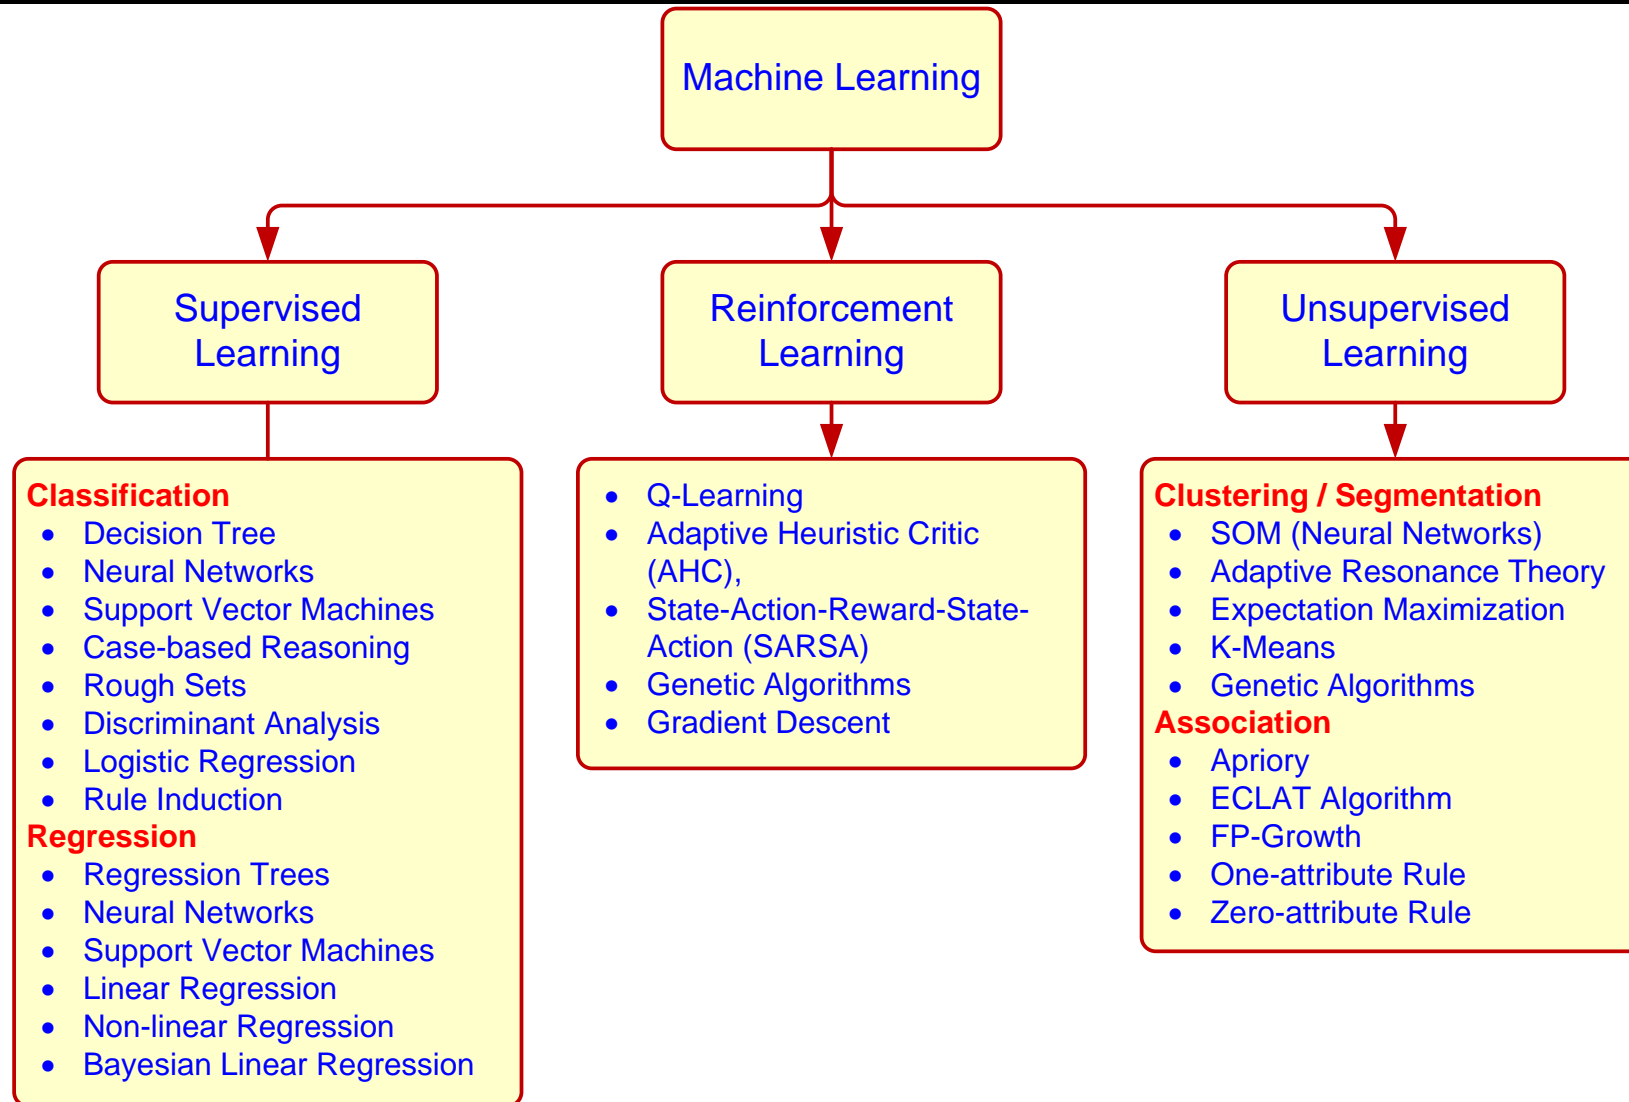 Machine Learning
Supervised
Learning
Reinforcement
Learning
Unsupervised
Learning
Classification
• Decision Tree
• Neural Networks
• Support Vector Machines
• Case-based Reasoning
• Rough Sets
• Discriminant Analysis
• Logistic Regression
• Rule Induction
Regression
• Regression Trees
• Neural Networks
• Support Vector Machines
• Linear Regression
• Non-linear Regression
• Bayesian Linear Regression
• Q-Learning
• Adaptive Heuristic Critic
(AHC),
• State-Action-Reward-State-
Action (SARSA)
• Genetic Algorithms
• Gradient Descent
Clustering / Segmentation
• SOM (Neural Networks)
• Adaptive Resonance Theory
• Expectation Maximization
• K-Means
• Genetic Algorithms
Association
• Apriory
• ECLAT Algorithm
• FP-Growth
• One-attribute Rule
• Zero-attribute Rule